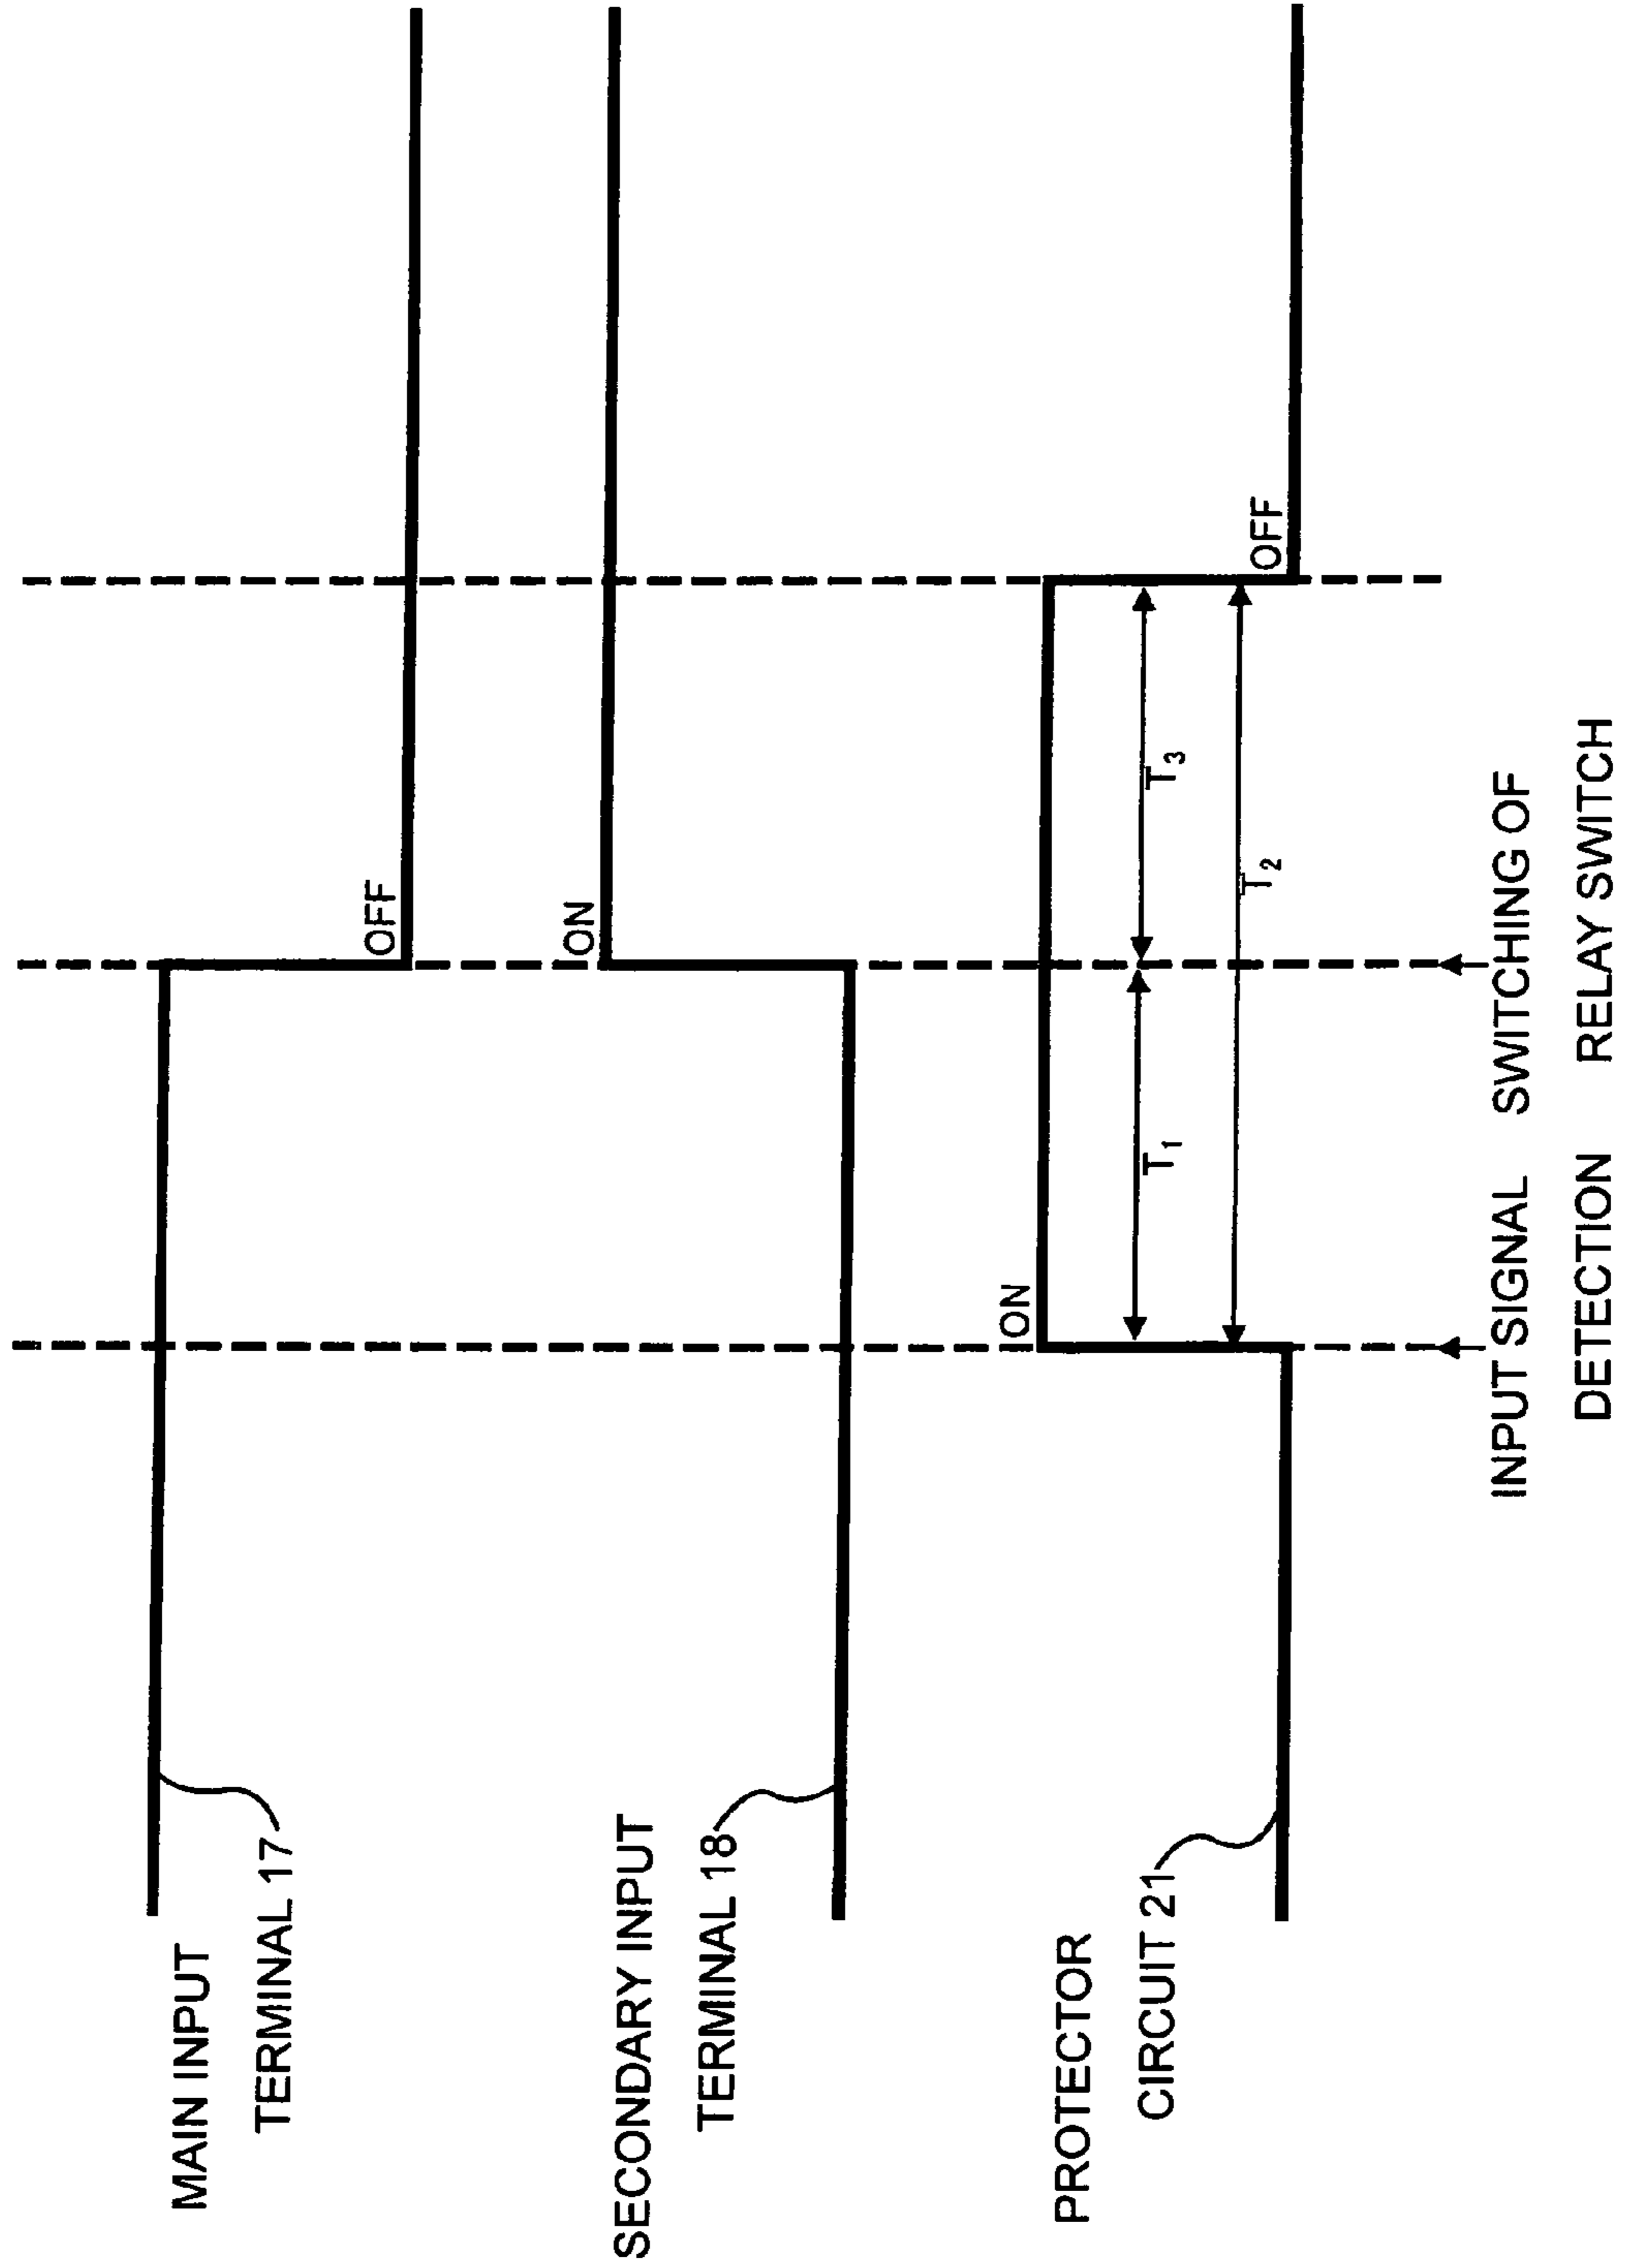 MAIN INPUT
TERMINAL 17
OFF
SECONDARY INPUT
TERMINAL 18
ON
PROTECTOR
CIRCUIT 21
ON
OFF
T1
T3
T2
INPUT SIGNAL
DETECTION
SWITCHING OF
RELAY SWITCH